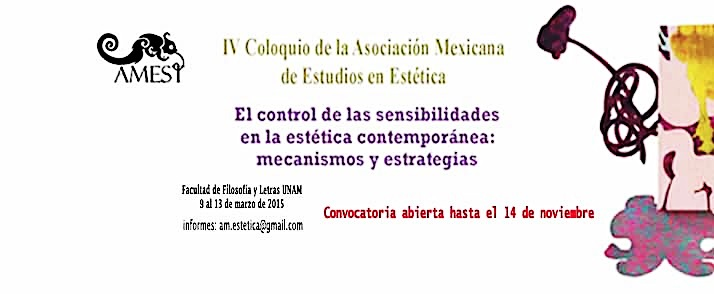 AMEST
IV Coloquio de la Asociación Mexicana
de Estudios en Estética
El control de las sensibilidades
en la estética contemporánea:
mecanismos y estrategias
Facultad de Filosofía y Letras UNAM
9 al 13 de marzo de 2015
informes: am.estetica@gmail.com
Convocatoria abierta hasta el 14 de noviembre